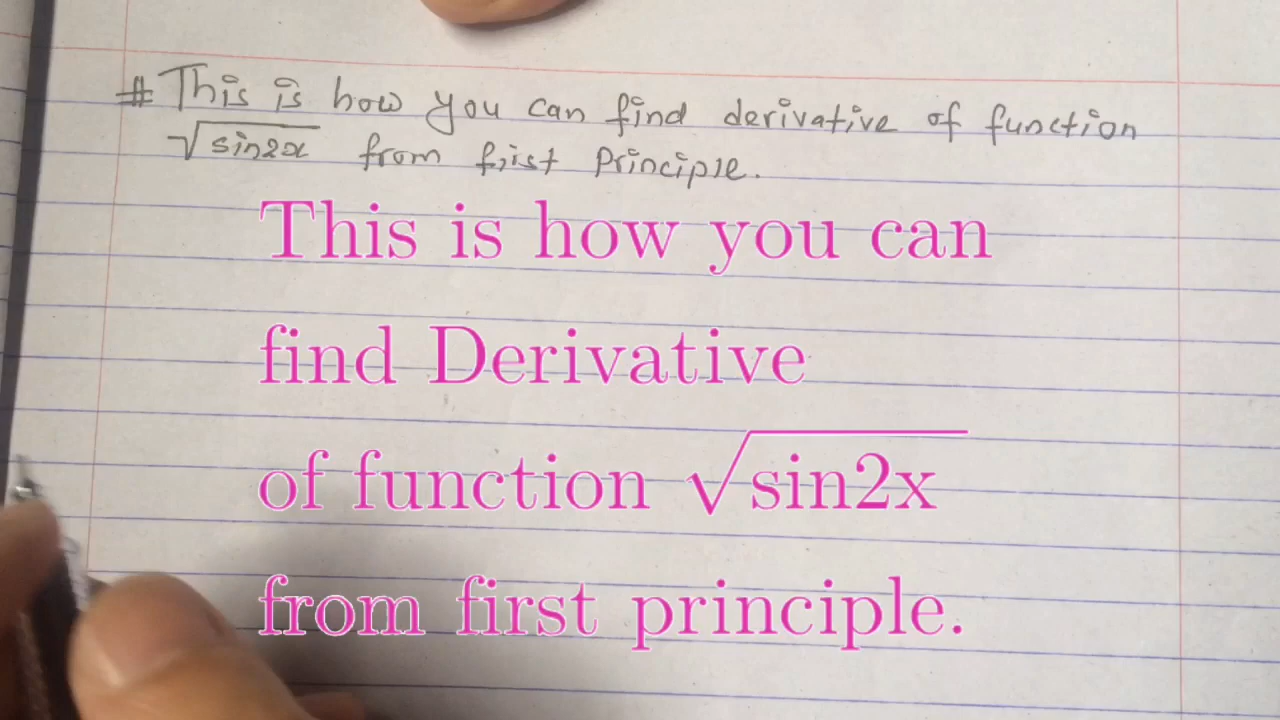 # This is how you can find derivative of function
√sin2x from first Principle.
This is how you can
find Derivative
of function √sin2x
from first principle.